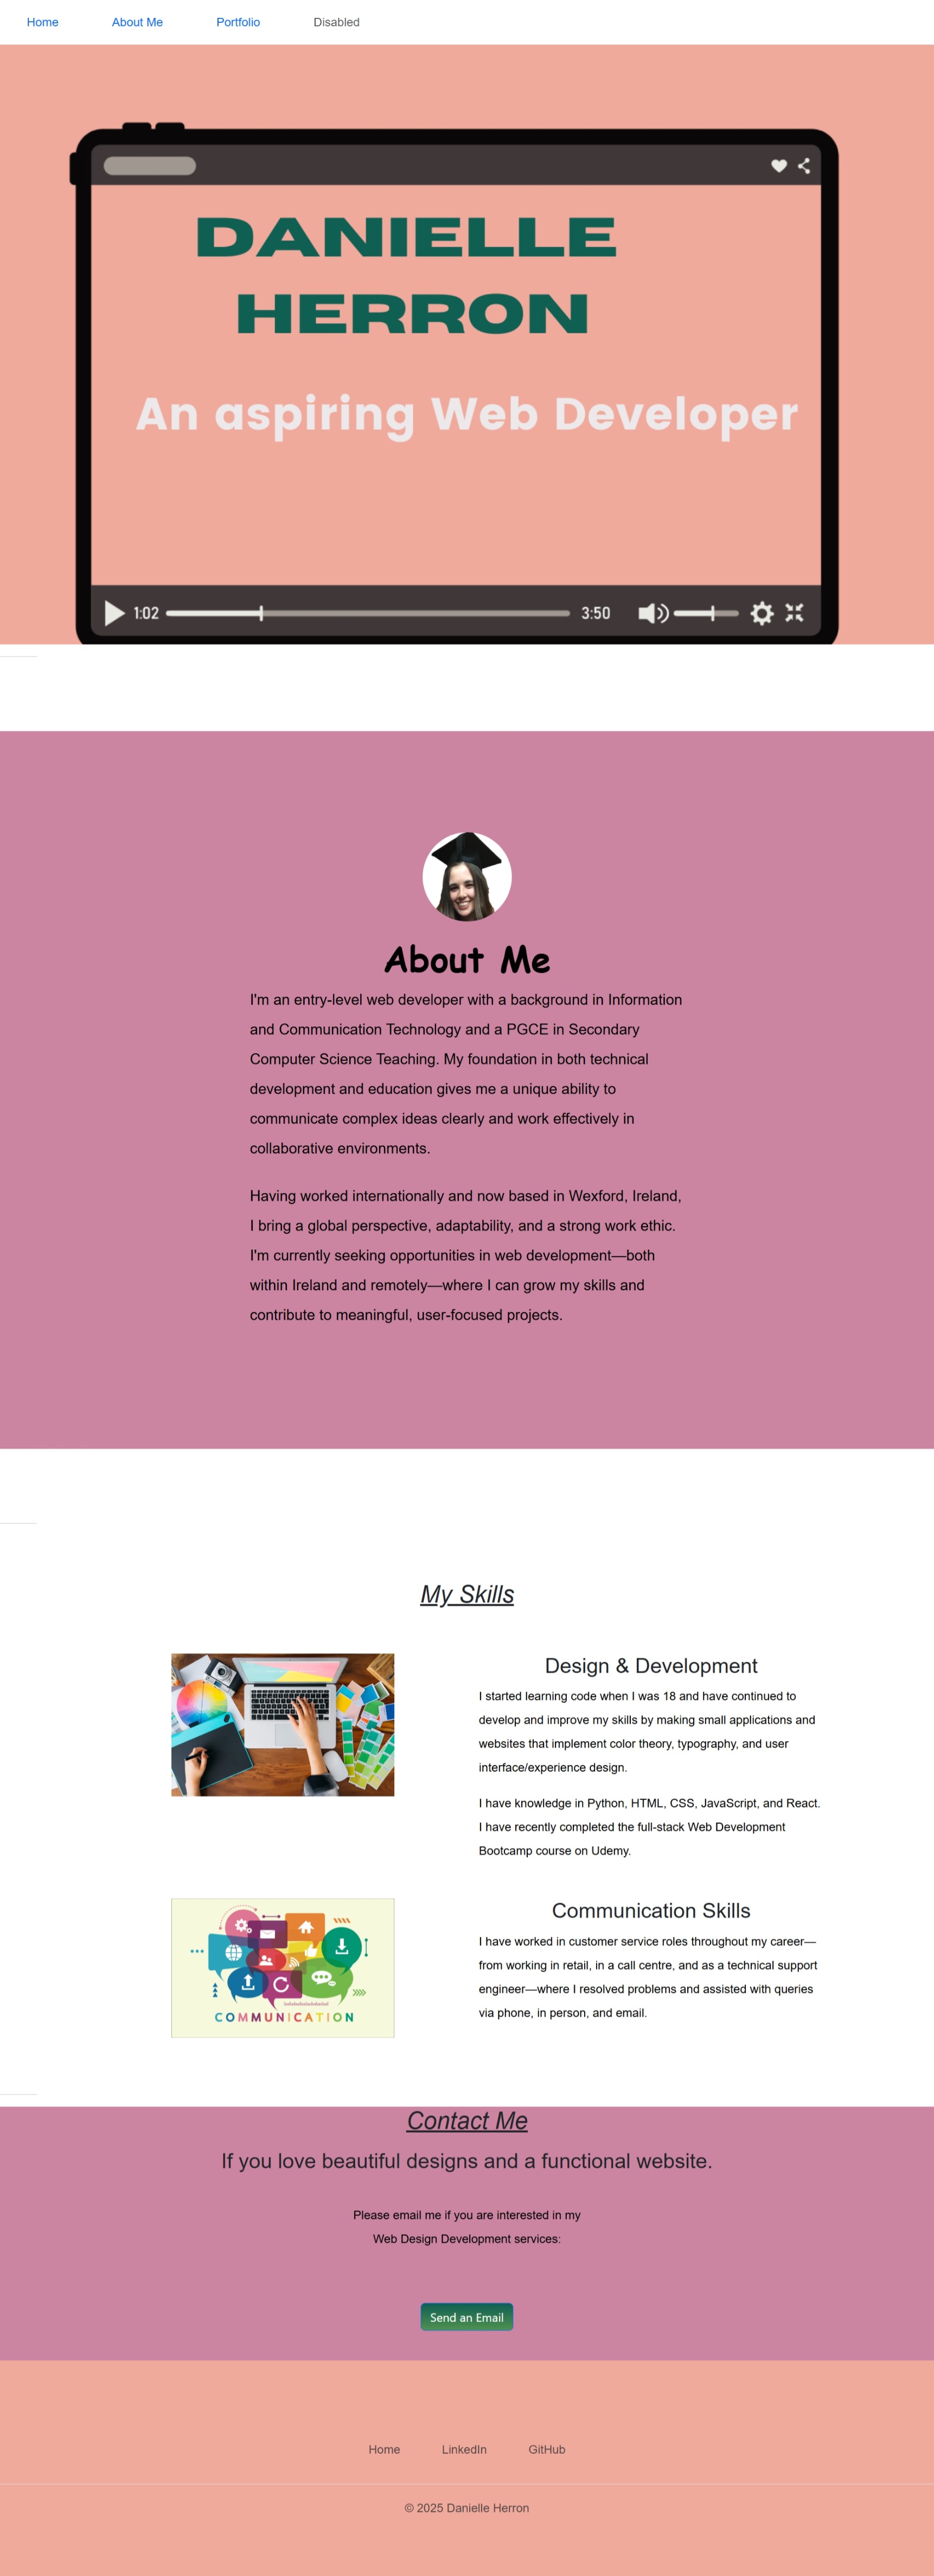 Home About Me Portfolio Disabled
DANIELLE
HERRON
An aspiring Web Developer
1:02 3:50
About Me
I'm an entry-level web developer with a background in Information
and Communication Technology and a PGCE in Secondary
Computer Science Teaching. My foundation in both technical
development and education gives me a unique ability to
communicate complex ideas clearly and work effectively in
collaborative environments.
Having worked internationally and now based in Wexford, Ireland,
I bring a global perspective, adaptability, and a strong work ethic.
I'm currently seeking opportunities in web development—both
within Ireland and remotely—where I can grow my skills and
contribute to meaningful, user-focused projects.
My Skills
Design & Development
I started learning code when I was 18 and have continued to
develop and improve my skills by making small applications and
websites that implement color theory, typography, and user
interface/experience design.
I have knowledge in Python, HTML, CSS, JavaScript, and React.
I have recently completed the full-stack Web Development
Bootcamp course on Udemy.
COMMUNICATION
Communication Skills
I have worked in customer service roles throughout my career—
from working in retail, in a call centre, and as a technical support
engineer—where I resolved problems and assisted with queries
via phone, in person, and email.
Contact Me
If you love beautiful designs and a functional website.
Please email me if you are interested in my
Web Design Development services:
Send an Email
Home LinkedIn GitHub
© 2025 Danielle Herron